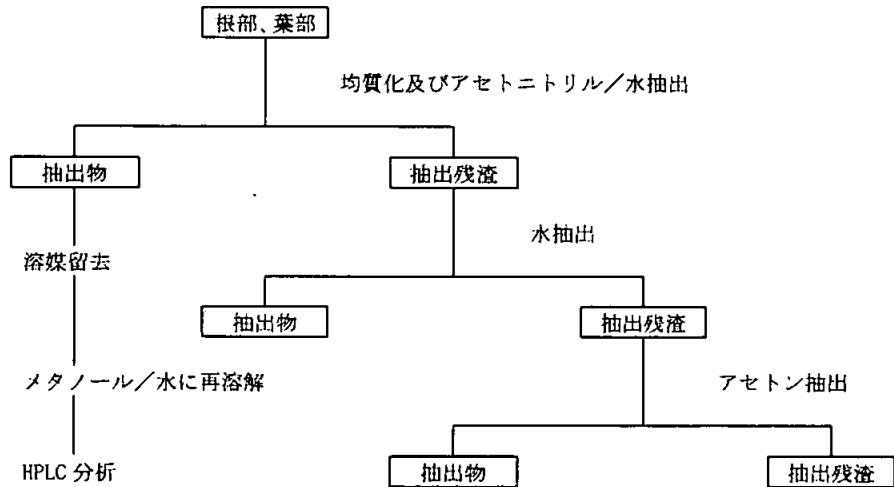 根部、葉部
均質化及びアセトニトリル／水抽出
抽出物
抽出残渣
水抽出
溶媒留去
抽出物
抽出残渣
メタノール／水に再溶解
アセトン抽出
HPLC 分析
抽出物
抽出残渣